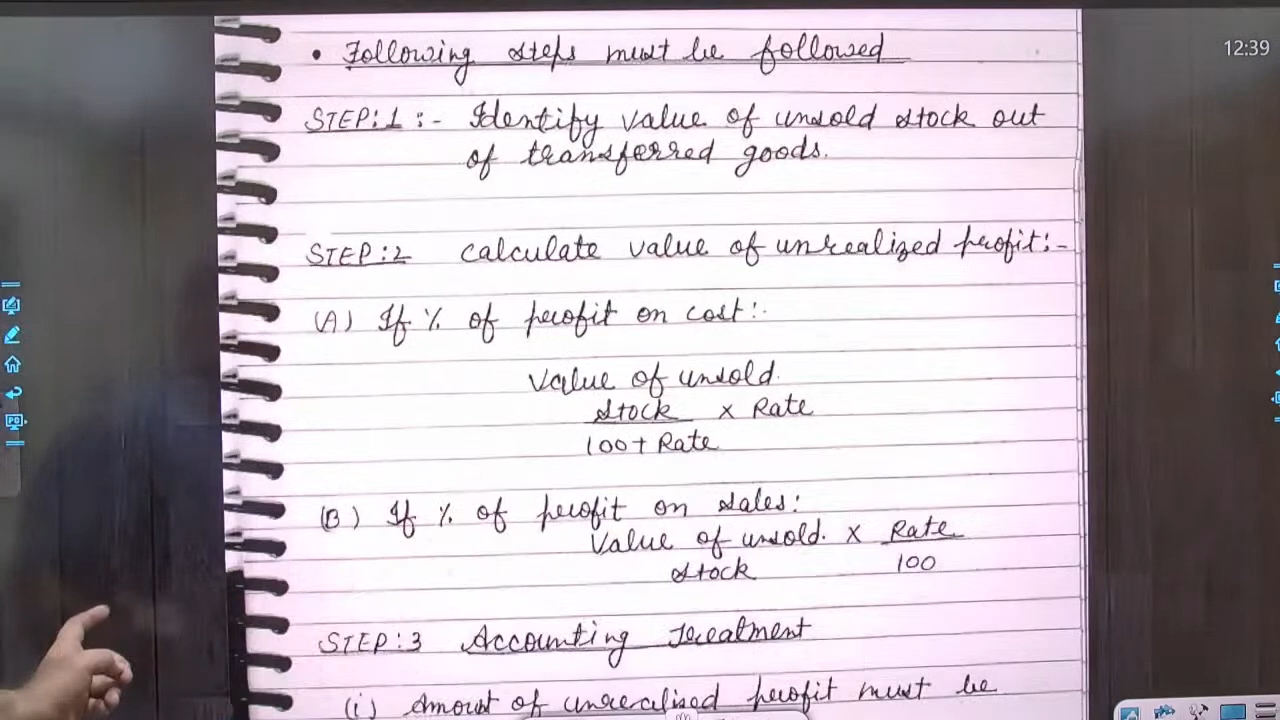 12:39
• Following steps must be followed
STEP:1:- Identify value of unsold stock out
of transferred goods.
STEP:2 Calculate value of unrealized profit:-
(A) If % of profit on cost:-
Value of unsold.
Stock x Rate
100+ Rate
(B) If % of profit on sales:
Value of unsold. x Rate
stock 100
STEP:3 Accounting Treatment
(i) Amount of unrealised profit must be